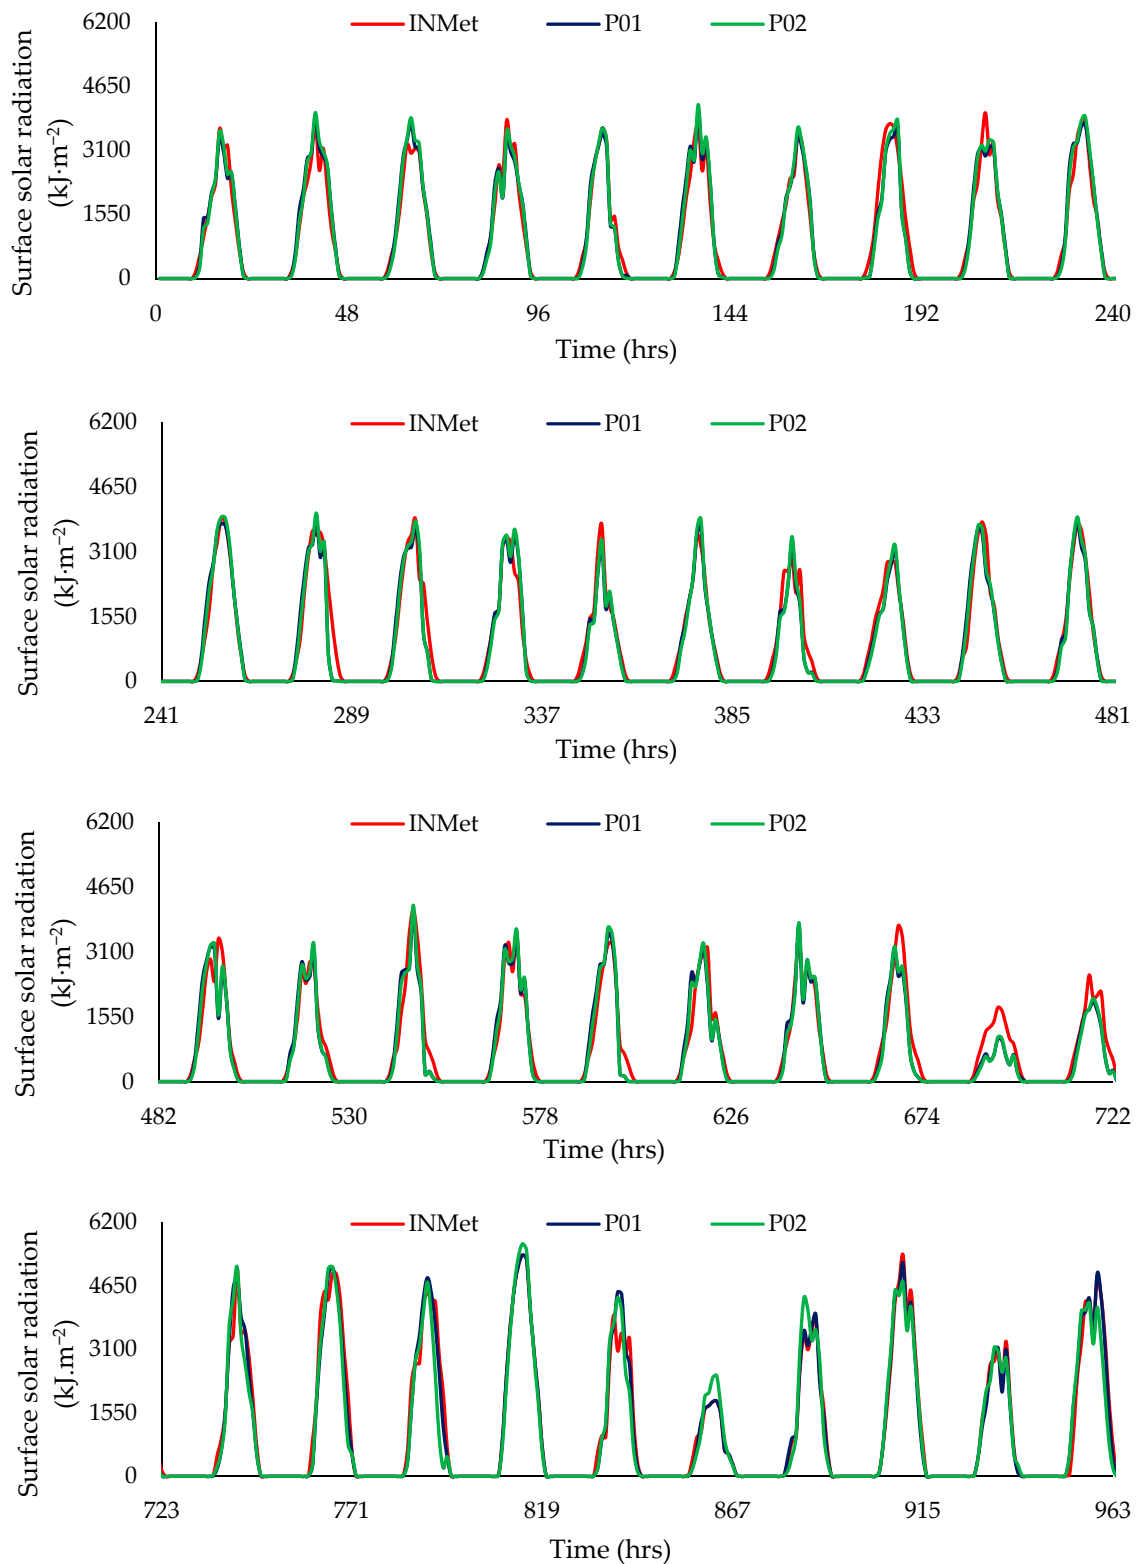 INMet P01 P02
Surface solar radiation
(kJ·m⁻²)
6200
4650
3100
1550
0
0 48 96 144 192 240
Time (hrs)
INMet P01 P02
Surface solar radiation
(kJ·m⁻²)
6200
4650
3100
1550
0
241 289 337 385 433 481
Time (hrs)
INMet P01 P02
Surface solar radiation
(kJ·m⁻²)
6200
4650
3100
1550
0
482 530 578 626 674 722
Time (hrs)
INMet P01 P02
Surface solar radiation
(kJ.m⁻²)
6200
4650
3100
1550
0
723 771 819 867 915 963
Time (hrs)